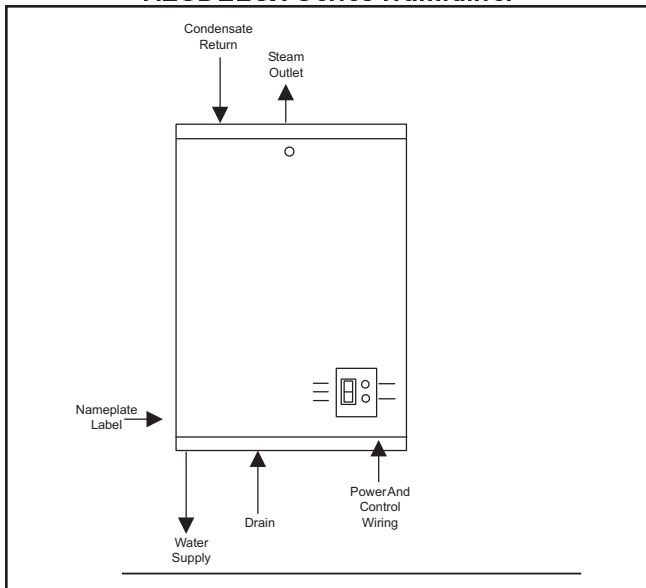 Condensate
Return
Steam
Outlet
Nameplate
Label
Water
Supply
Drain
PowerAnd
Control
Wiring